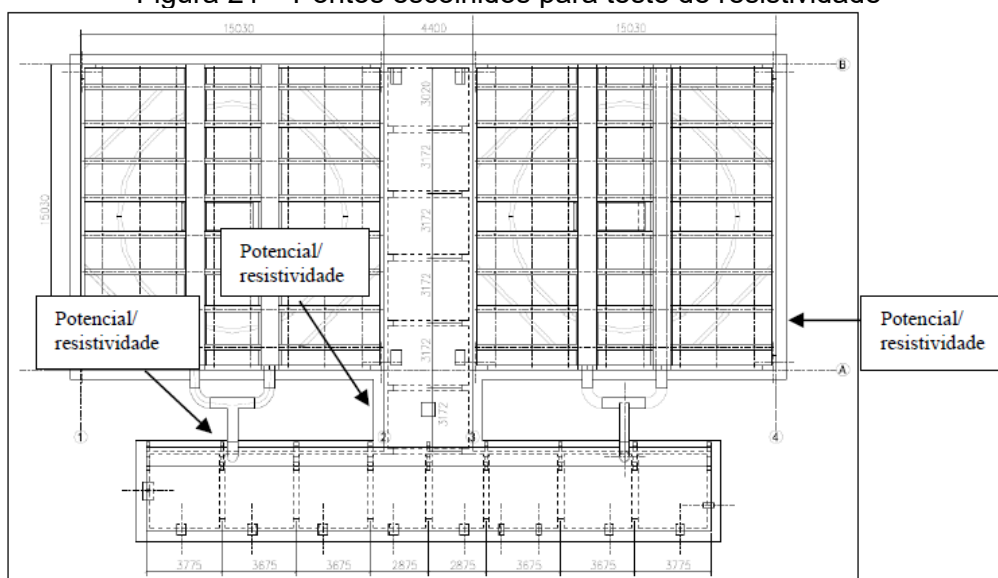 Figura 21 – Pontos escolhidos para teste de resistividade
15030
4400
15030
B
3020
3172
3172
15030
3172
Potencial/
resistividade
3172
Potencial/
resistividade
Potencial/
resistividade
3172
A
3172
1
2
4
3775
3675
3675
2875
2875
3675
3675
3775